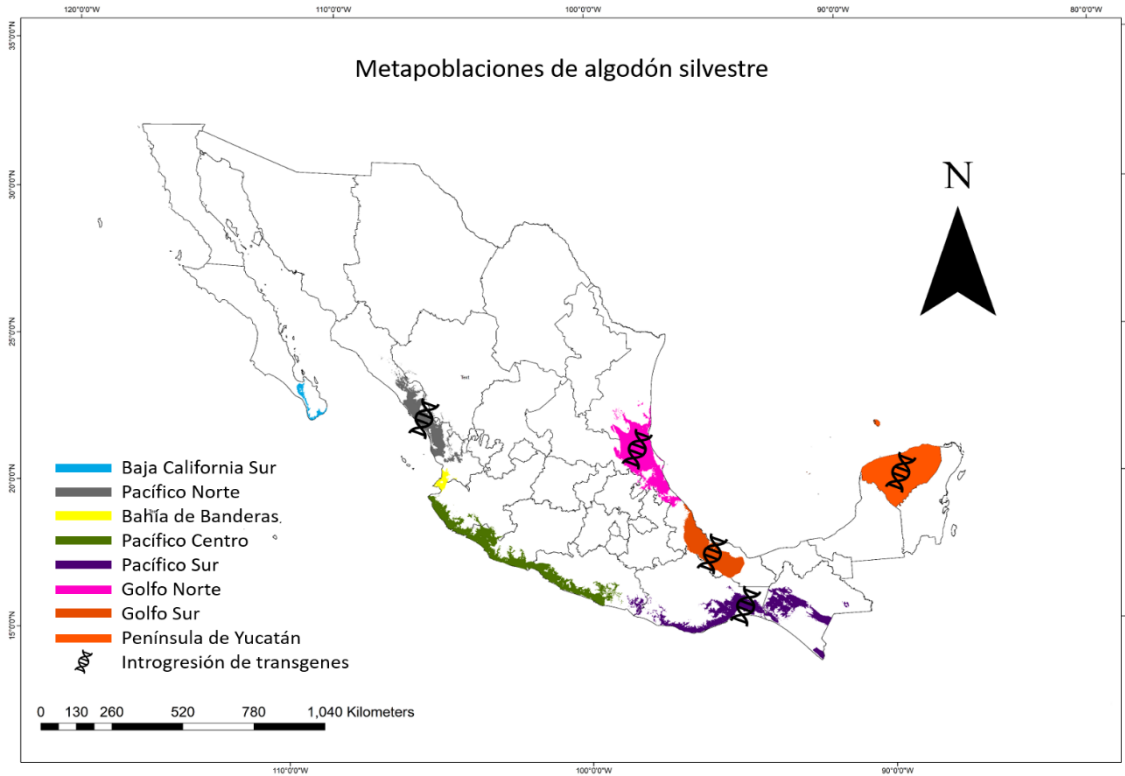 120°0'0"W 110°0'0"W 100°0'0"W 90°0'0"W 80°0'0"W
35°0'0"N
Metapoblaciones de algodón silvestre
N
30°0'0"N
25°0'0"N
20°0'0"N
15°0'0"N
Baja California Sur
Pacífico Norte
Bahía de Banderas
Pacífico Centro
Pacífico Sur
Golfo Norte
Golfo Sur
Península de Yucatán
Introgresión de transgenes
0 130 260 520 780 1,040 Kilometers
110°0'0"W 100°0'0"W 90°0'0"W